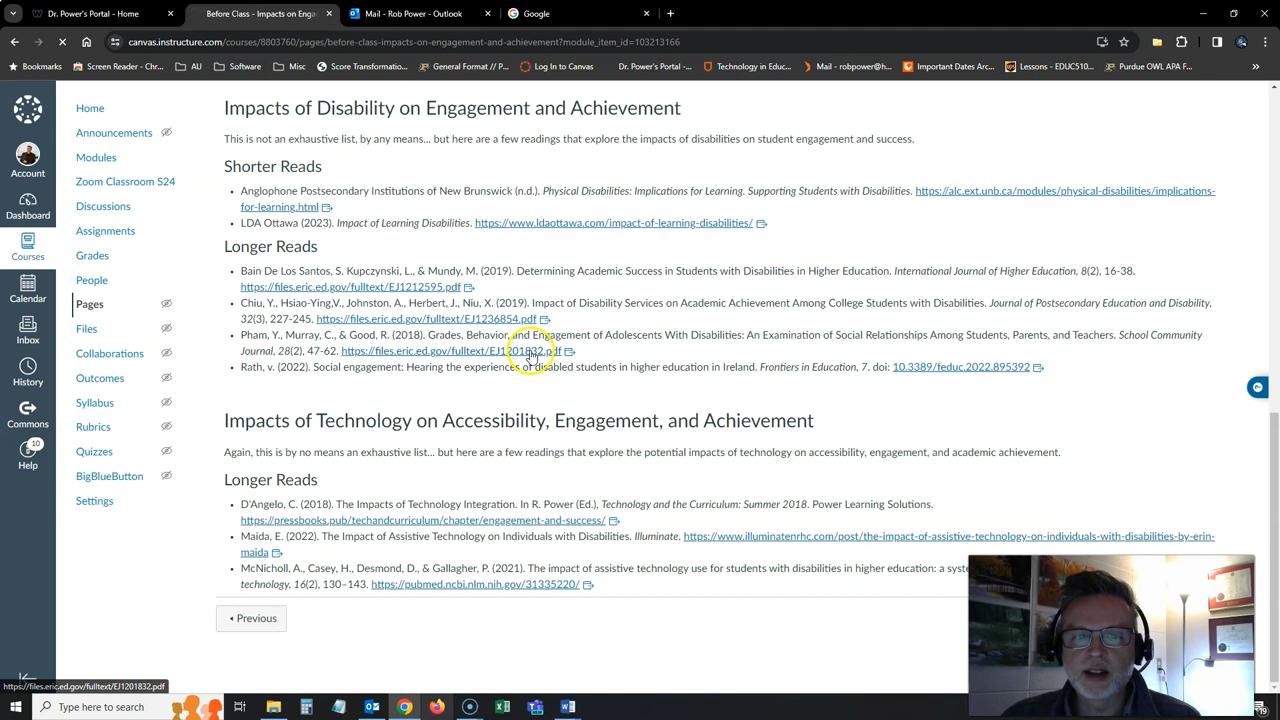 Dr. Power's Portal - Home
Before Class - Impacts on Enga
Mail - Rob Power - Outlook
Google
canvas.instructure.com/courses/8803760/pages/before-class-impacts-on-engagement-and-achievement?module_item_id=103213166
Bookmarks
Screen Reader - Chro...
AU
Software
Misc
Score Transformatio...
General Format // P...
Log In to Canvas
Dr. Power's Portal -...
Technology in Educ...
Mail - robpower@h...
Important Dates Arc...
Lessons - EDUC510...
Purdue OWL APA F...
Account
Dashboard
Courses
Calendar
Inbox
History
Commons
10
Help
Home
Announcements
Modules
Zoom Classroom S24
Discussions
Assignments
Grades
People
Pages
Files
Collaborations
Outcomes
Syllabus
Rubrics
Quizzes
BigBlueButton
Settings
Impacts of Disability on Engagement and Achievement
This is not an exhaustive list, by any means... but here are a few readings that explore the impacts of disabilities on student engagement and success.
Shorter Reads
• Anglophone Postsecondary Institutions of New Brunswick (n.d.). Physical Disabilities: Implications for Learning. Supporting Students with Disabilities. https://alc.ext.unb.ca/modules/physical-disabilities/implications-
for-learning.html
• LDA Ottawa (2023). Impact of Learning Disabilities. https://www.ldaottawa.com/impact-of-learning-disabilities/
Longer Reads
• Bain De Los Santos, S. Kupczynski, L., & Mundy, M. (2019). Determining Academic Success in Students with Disabilities in Higher Education. International Journal of Higher Education, 8(2), 16-38.
https://files.eric.ed.gov/fulltext/EJ1212595.pdf
• Chiu, Y., Hsiao-Ying,V., Johnston, A., Herbert, J., Niu, X. (2019). Impact of Disability Services on Academic Achievement Among College Students with Disabilities. Journal of Postsecondary Education and Disability,
32(3), 227-245. https://files.eric.ed.gov/fulltext/EJ1236854.pdf
• Pham, Y., Murray, C., & Good, R. (2018). Grades, Behavior, and Engagement of Adolescents With Disabilities: An Examination of Social Relationships Among Students, Parents, and Teachers. School Community
Journal, 28(2), 47-62. https://files.eric.ed.gov/fulltext/EJ1201832.pdf
• Rath, v. (2022). Social engagement: Hearing the experiences of disabled students in higher education in Ireland. Frontiers in Education, 7. doi: 10.3389/feduc.2022.895392
Impacts of Technology on Accessibility, Engagement, and Achievement
Again, this is by no means an exhaustive list... but here are a few readings that explore the potential impacts of technology on accessibility, engagement, and academic achievement.
Longer Reads
• D'Angelo, C. (2018). The Impacts of Technology Integration. In R. Power (Ed.), Technology and the Curriculum: Summer 2018. Power Learning Solutions.
https://pressbooks.pub/techandcurriculum/chapter/engagement-and-success/
• Maida, E. (2022). The Impact of Assistive Technology on Individuals with Disabilities. Illuminate. https://www.illuminatenrhc.com/post/the-impact-of-assistive-technology-on-individuals-with-disabilities-by-erin-
maida
• McNicholl, A., Casey, H., Desmond, D., & Gallagher, P. (2021). The impact of assistive technology use for students with disabilities in higher education: a syst
technology, 16(2), 130–143. https://pubmed.ncbi.nlm.nih.gov/31335220/
Previous
https://files.eric.ed.gov/fulltext/EJ1201832.pdf
Type here to search
19